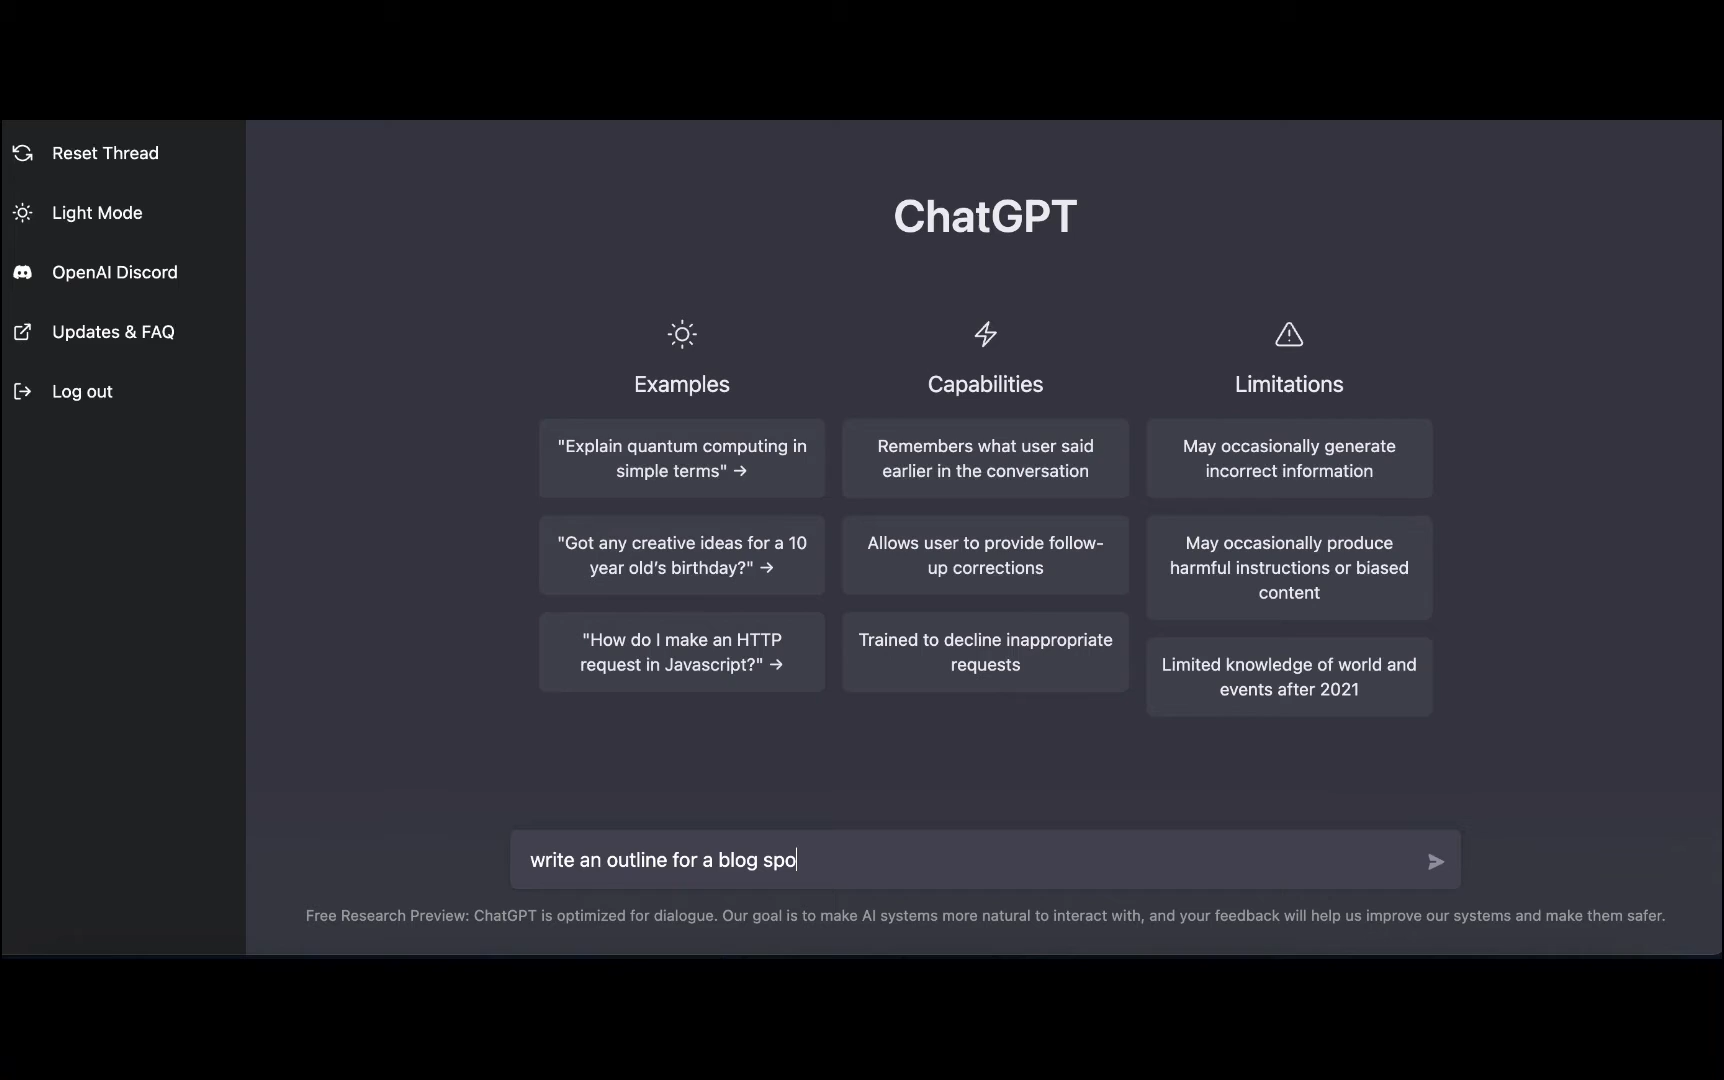 Reset Thread
Light Mode
OpenAI Discord
Updates & FAQ
Log out
ChatGPT
Examples
"Explain quantum computing in
simple terms" →
"Got any creative ideas for a 10
year old's birthday?" →
"How do I make an HTTP
request in Javascript?" →
Capabilities
Remembers what user said
earlier in the conversation
Allows user to provide follow-
up corrections
Trained to decline inappropriate
requests
Limitations
May occasionally generate
incorrect information
May occasionally produce
harmful instructions or biased
content
Limited knowledge of world and
events after 2021
write an outline for a blog spo
Free Research Preview: ChatGPT is optimized for dialogue. Our goal is to make AI systems more natural to interact with, and your feedback will help us improve our systems and make them safer.